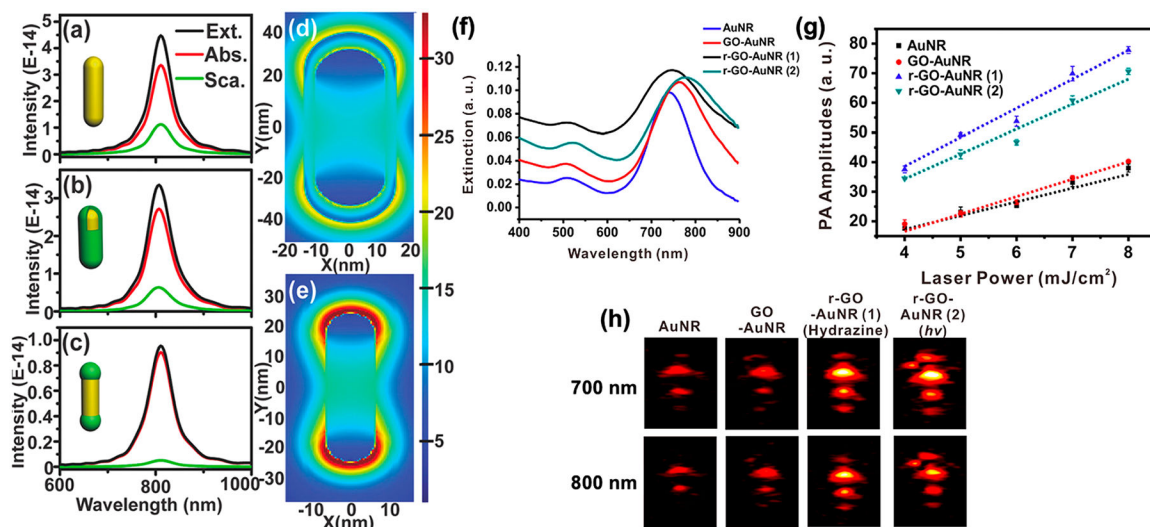 (a)
Ext.
Abs.
Sca.
Intensity (E-14)
5
4
3
2
1
0
(b)
Intensity (E-14)
3
2
1
0
(c)
Intensity (E-14)
1.0
0.8
0.6
0.4
0.2
0
600 800 1000
Wavelength (nm)
(d)
Y(nm)
40
20
0
-20
-40
-20 -10 0 10 20
X(nm)
(e)
-Y(nm)
30
20
10
0
-10
-20
-30
-10 0 10
X(nm)
30
25
20
15
10
5
(f)
AuNR
GO-AuNR
r-GO-AuNR (1)
r-GO-AuNR (2)
Extinction (a. u.)
0.12
0.10
0.08
0.06
0.04
0.02
0.00
400 500 600 700 800 900
Wavelength (nm)
(g)
AuNR
GO-AuNR
r-GO-AuNR (1)
r-GO-AuNR (2)
PA Amplitudes (a. u.)
80
70
60
50
40
30
20
4 5 6 7 8
Laser Power (mJ/cm²)
(h)
AuNR
GO
-AuNR
r-GO
-AuNR (1)
(Hydrazine)
r-GO-
AuNR (2)
(hv)
700 nm
800 nm